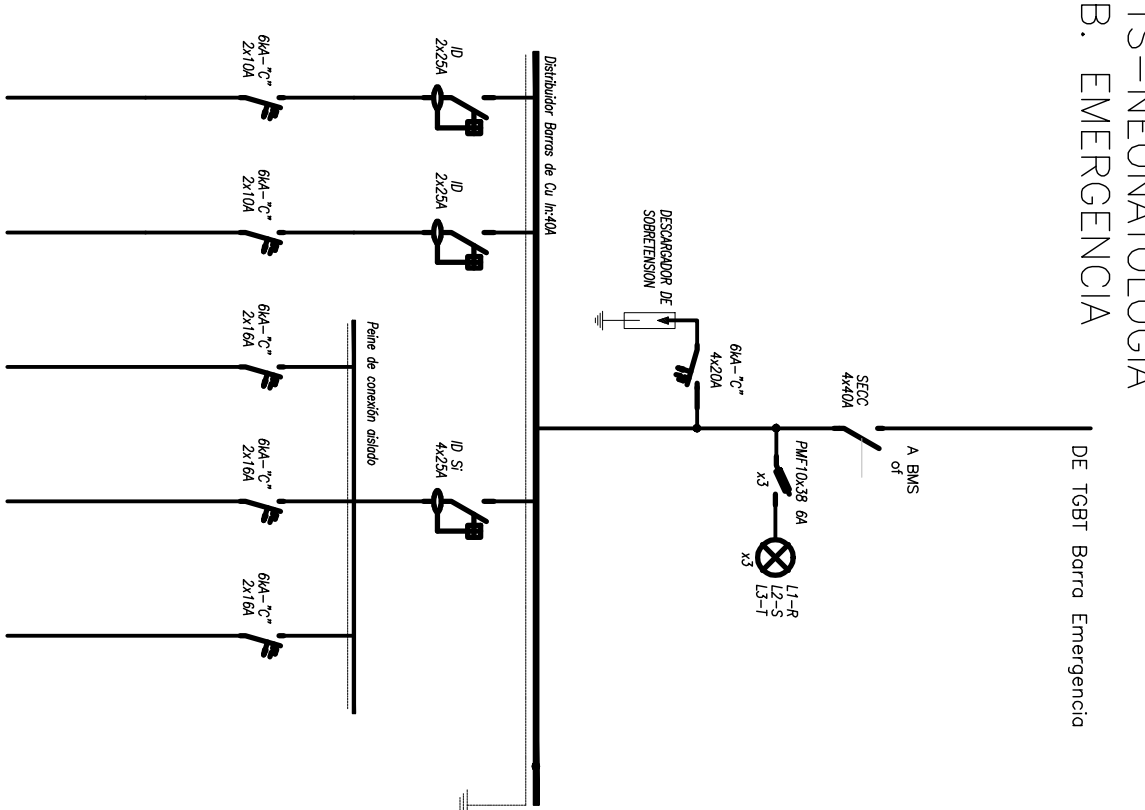 TS-NEONATOLOGIA
B. EMERGENCIA
DE TGBT Barra Emergencia
A BMS
of
SECC
4x40A
PMF10x38 6A
x3
x3
L1-R
L2-S
L3-T
6kA-"C"
4x20A
DESCARGADOR DE
SOBRETENSION
Distribuidor Barras de Cu In:40A
ID
2x25A
ID
2x25A
ID Si
4x25A
Peine de conexión aislado
6kA-"C"
2x10A
6kA-"C"
2x10A
6kA-"C"
2x16A
6kA-"C"
2x16A
6kA-"C"
2x16A